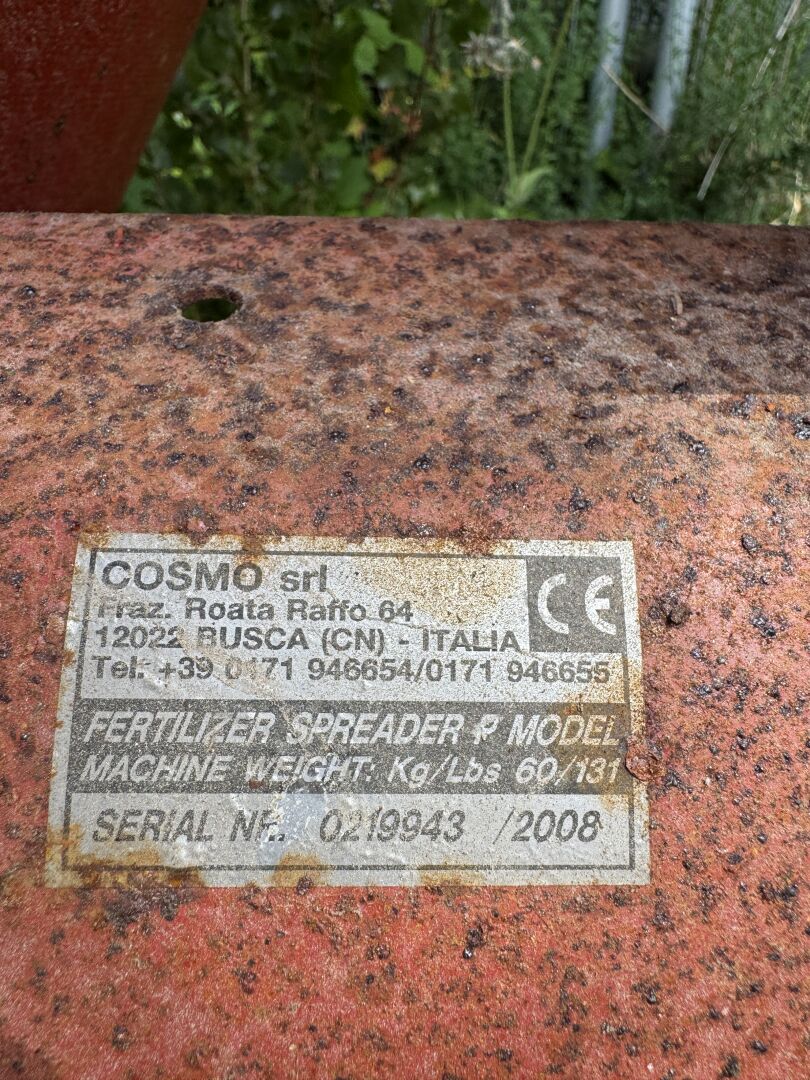 COSMO srl
Fraz. Roata Raffo 64
12022 BUSCA (CN) - ITALIA
CE
Tel: +39 0171 946654/0171 946655
FERTILIZER SPREADER P MODEL
MACHINE WEIGHT: Kg/Lbs 60/131
SERIAL NR. 0219943 /2008